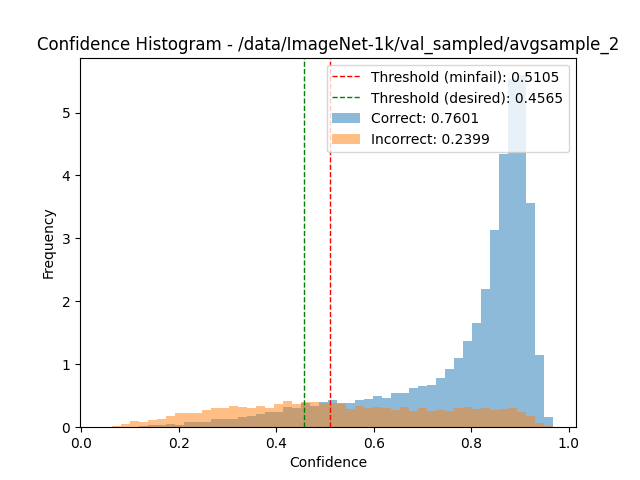 Confidence Histogram - /data/ImageNet-1k/val_sampled/avgsample_2
Threshold (minfail): 0.5105
Threshold (desired): 0.4565
Correct: 0.7601
Incorrect: 0.2399
Frequency
5
4
3
2
1
0
0.0 0.2 0.4 0.6 0.8 1.0
Confidence